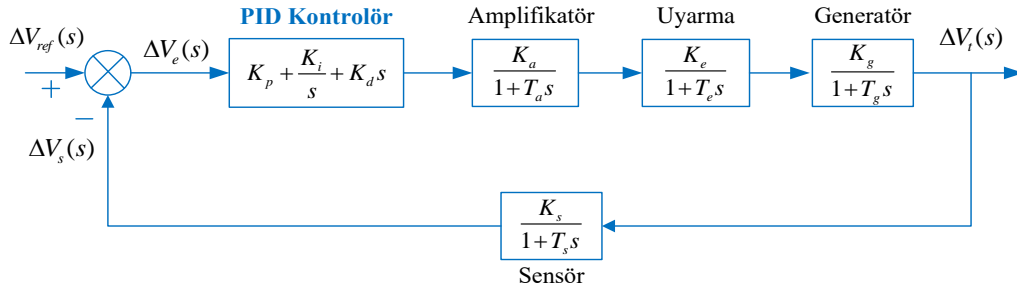 PID Kontrolör
Amplifikatör
Uyarma
Generatör
ΔV_ref(s)
ΔV_e(s)
K_p + K_i/s + K_d s
K_a/(1+T_a s)
K_e/(1+T_e s)
K_g/(1+T_g s)
ΔV_t(s)
+
−
ΔV_s(s)
K_s/(1+T_s s)
Sensör